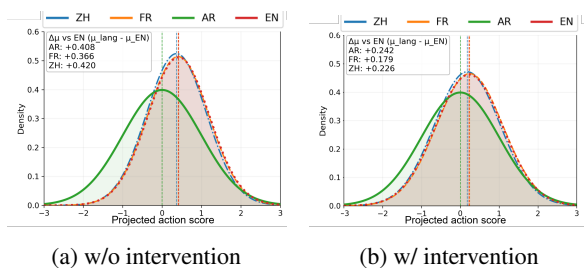 ZH FR AR EN
Δμ vs EN (μ_lang - μ_EN)
AR: +0.408
FR: +0.366
ZH: +0.420
Density
0.6
0.5
0.4
0.3
0.2
0.1
0.0
−3 −2 −1 0 1 2 3
Projected action score
(a) w/o intervention
ZH FR AR EN
Δμ vs EN (μ_lang - μ_EN)
AR: +0.242
FR: +0.179
ZH: +0.226
Density
0.6
0.5
0.4
0.3
0.2
0.1
0.0
−3 −2 −1 0 1 2 3
Projected action score
(b) w/ intervention